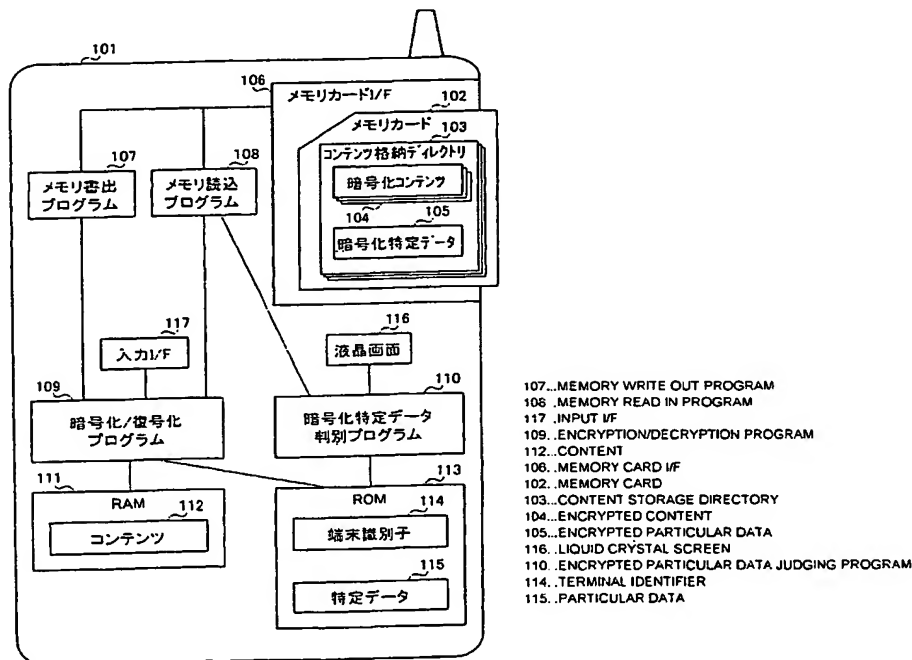 101
106
メモリカードI/F
102
メモリカード
103
コンテンツ格納ディレクトリ
暗号化コンテンツ
104
105
暗号化特定データ
107
メモリ書出
プログラム
108
メモリ読込
プログラム
117
入力I/F
116
液晶画面
109
暗号化/復号化
プログラム
110
暗号化特定データ
判別プログラム
111
RAM
112
コンテンツ
113
ROM
114
端末識別子
115
特定データ
107...MEMORY WRITE OUT PROGRAM
108...MEMORY READ IN PROGRAM
117...INPUT I/F
109...ENCRYPTION/DECRYPTION PROGRAM
112...CONTENT
106...MEMORY CARD I/F
102...MEMORY CARD
103...CONTENT STORAGE DIRECTORY
104...ENCRYPTED CONTENT
105...ENCRYPTED PARTICULAR DATA
116...LIQUID CRYSTAL SCREEN
110...ENCRYPTED PARTICULAR DATA JUDGING PROGRAM
114...TERMINAL IDENTIFIER
115...PARTICULAR DATA